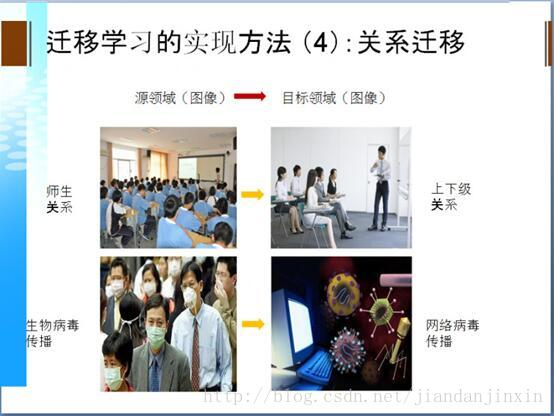 迁移学习的实现方法（4）：关系迁移
源领域（图像） 目标领域（图像）
师生
关系
上下级
关系
生物病毒
传播
网络病毒
传播
http://blog.csdn.net/jiandanjinxin